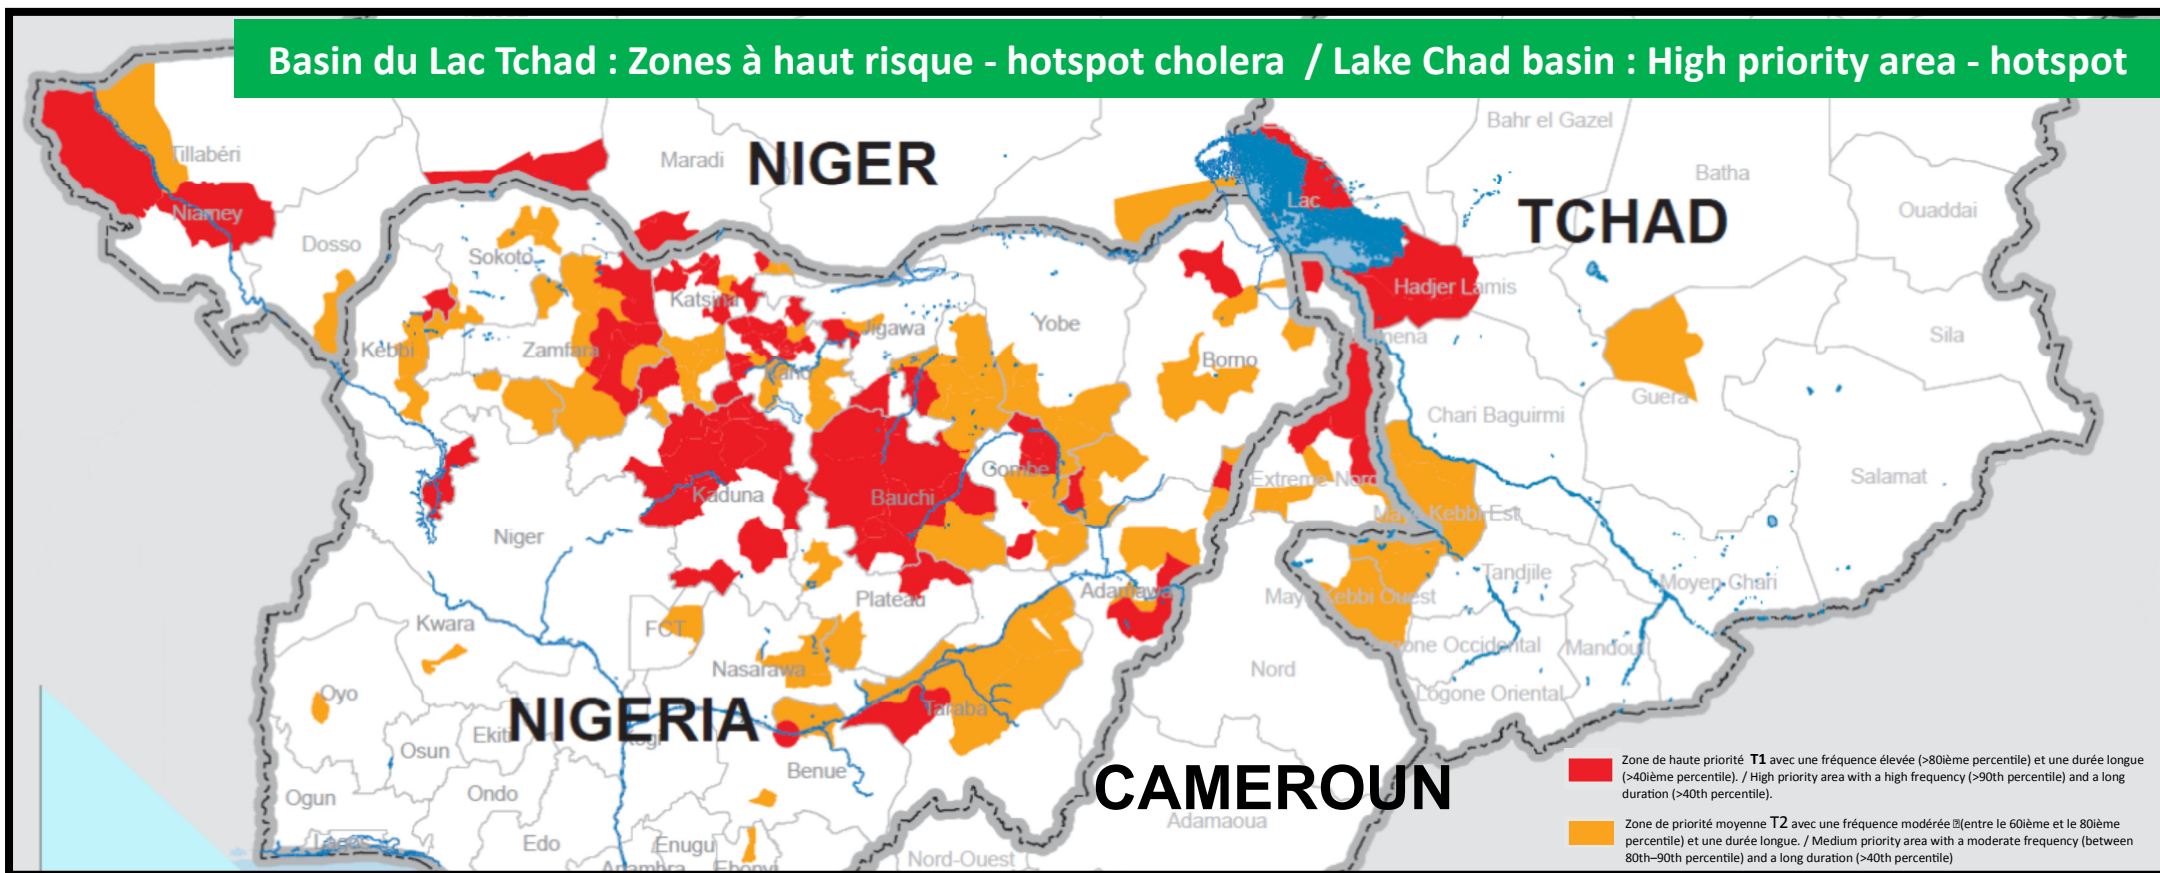 Basin du Lac Tchad : Zones à haut risque - hotspot cholera / Lake Chad basin : High priority area - hotspot
Bahr el Gazel
Tillabéri
Maradi
NIGER
Batha
Lac
TCHAD
Niamey
Ouaddai
Dosso
Sokoto
Hadjer Lamis
Katsina
Jigawa
Yobe
Sila
Kebbi
Zamfara
Borno
Kano
Guera
Chari Baguirmi
Gombe
Extreme Nord
Salamat
Kaduna
Bauchi
Mayo Kebbi Est
Niger
Tandjile
Moyen Chari
Adamawa
Plateau
Mayo Kebbi Ouest
Kwara
FCT
Nasarawa
Nord
Logone Occidental
Mandoul
Oyo
Logone Oriental
NIGERIA
Taraba
Ekiti
Kogi
Osun
Benue
CAMEROUN
Ogun
Ondo
Adamaoua
Lagos
Edo
Enugu
Nord-Ouest
Anambra
Ebonyi
Zone de haute priorité T1 avec une fréquence élevée (>80ième percentile) et une durée longue
(>40ième percentile). / High priority area with a high frequency (>90th percentile) and a long
duration (>40th percentile).
Zone de priorité moyenne T2 avec une fréquence modérée (entre le 60ième et le 80ième
percentile) et une durée longue. / Medium priority area with a moderate frequency (between
80th–90th percentile) and a long duration (>40th percentile)